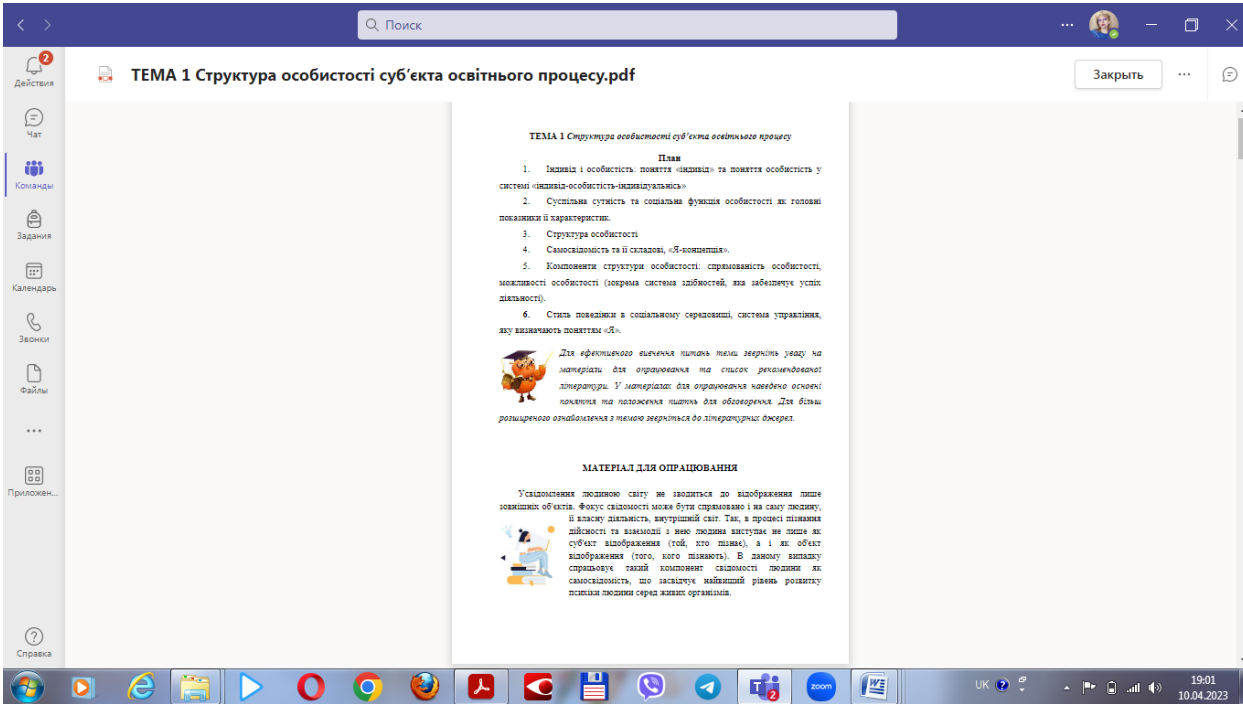 Поиск
2
Действия
Чат
Команды
Задания
Календарь
Звонки
Файлы
Приложен...
Справка
ТЕМА 1 Структура особистості суб'єкта освітнього процесу.pdf
Закрыть
ТЕМА 1 Структура особистості суб'єкта освітнього процесу
План
1. Індивід і особистість: поняття «індивід» та поняття особистість у
системі «індивід-особистість-індивідуальнісь»
2. Суспільна сутність та соціальна функція особистості як головні
показники її характеристик.
3. Структура особистості
4. Самосвідомість та її складові, «Я-концепція».
5. Компоненти структури особистості: спрямованість особистості,
можливості особистості (зокрема система здібностей, яка забезпечує успіх
діяльності).
6. Стиль поведінки в соціальному середовищі, система управління,
яку визначають поняттям «Я».
Для ефективного вивчення питань теми зверніть увагу на
матеріали для опрацювання та список рекомендованої
літератури. У матеріалах для опрацювання наведено основні
поняття та положення пиатнь для обговорення. Для більш
розширеного ознайомлення з темою зверніться до літературних джерел.
МАТЕРІАЛ ДЛЯ ОПРАЦЮВАННЯ
Усвідомлення людиною світу не зводиться до відображення лише
зовнішніх об'єктів. Фокус свідомості може бути спрямовано і на саму людину,
її власну діяльність, внутрішній світ. Так, в процесі пізнання
дійсності та взаємодії з нею людина виступає не лише як
суб'єкт відображення (той, хто пізнає), а і як об'єкт
відображення (того, кого пізнають). В даному випадку
спрацьовує такий компонент свідомості людини як
самосвідомість, що засвідчує найвищий рівень розвитку
психіки людини серед живих організмів.
2
zoom
UK
19:01
10.04.2023